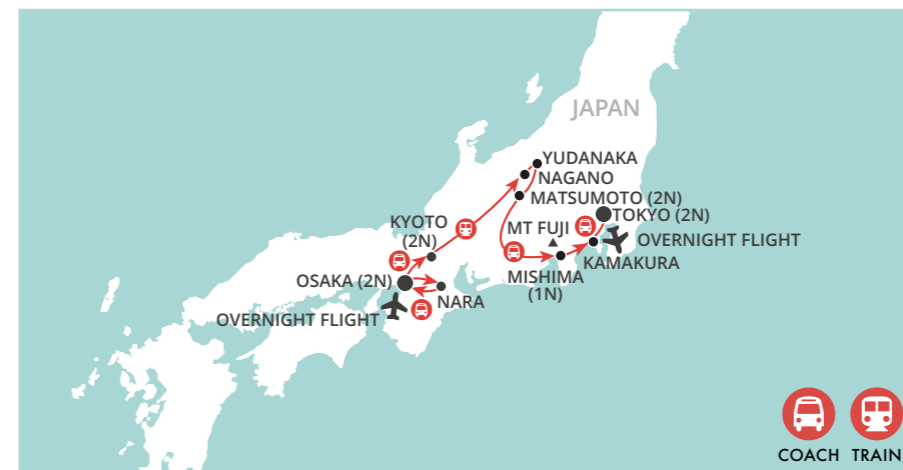 JAPAN
YUDANAKA
NAGANO
MATSUMOTO (2N)
TOKYO (2N)
KYOTO
(2N)
MT FUJI
OVERNIGHT FLIGHT
KAMAKURA
OSAKA (2N)
MISHIMA
(1N)
NARA
OVERNIGHT FLIGHT
COACH TRAIN